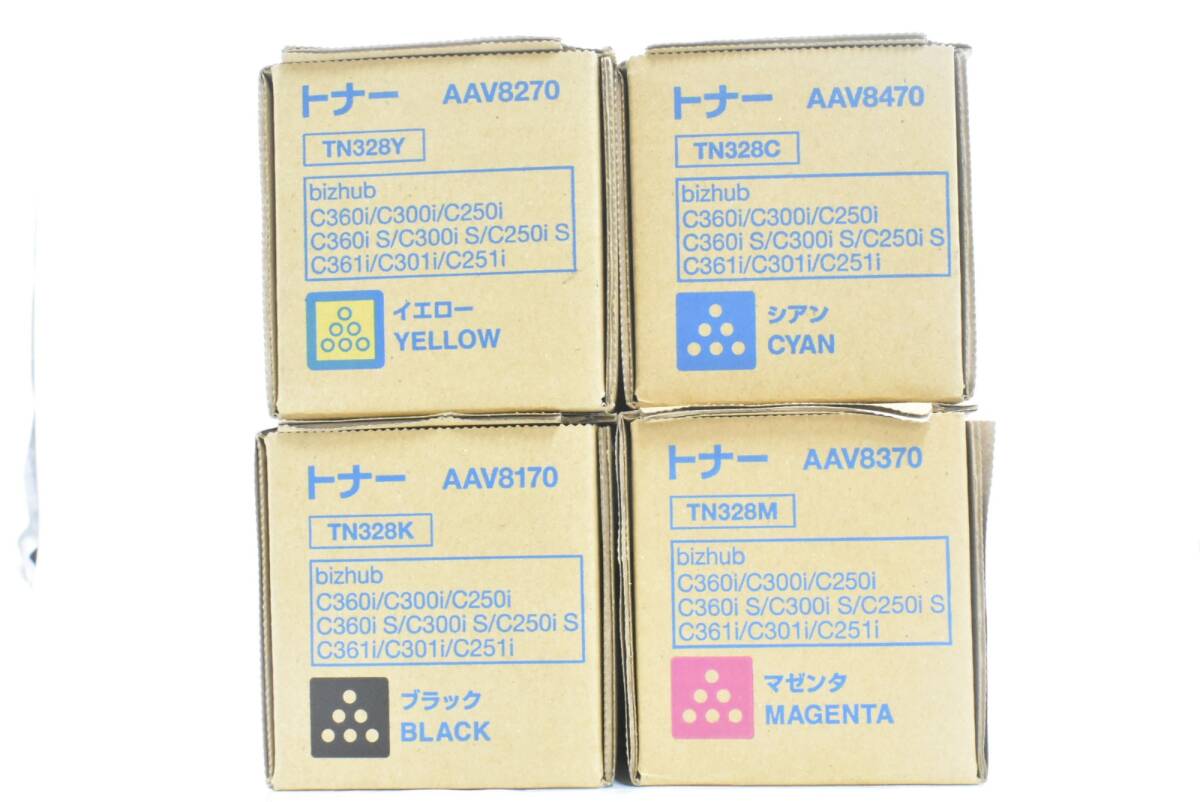 トナー AAV8270
TN328Y
bizhub
C360i/C300i/C250i
C360i S/C300i S/C250i S
C361i/C301i/C251i
イエロー
YELLOW
トナー AAV8470
TN328C
bizhub
C360i/C300i/C250i
C360i S/C300i S/C250i S
C361i/C301i/C251i
シアン
CYAN
トナー AAV8170
TN328K
bizhub
C360i/C300i/C250i
C360i S/C300i S/C250i S
C361i/C301i/C251i
ブラック
BLACK
トナー AAV8370
TN328M
bizhub
C360i/C300i/C250i
C360i S/C300i S/C250i S
C361i/C301i/C251i
マゼンタ
MAGENTA